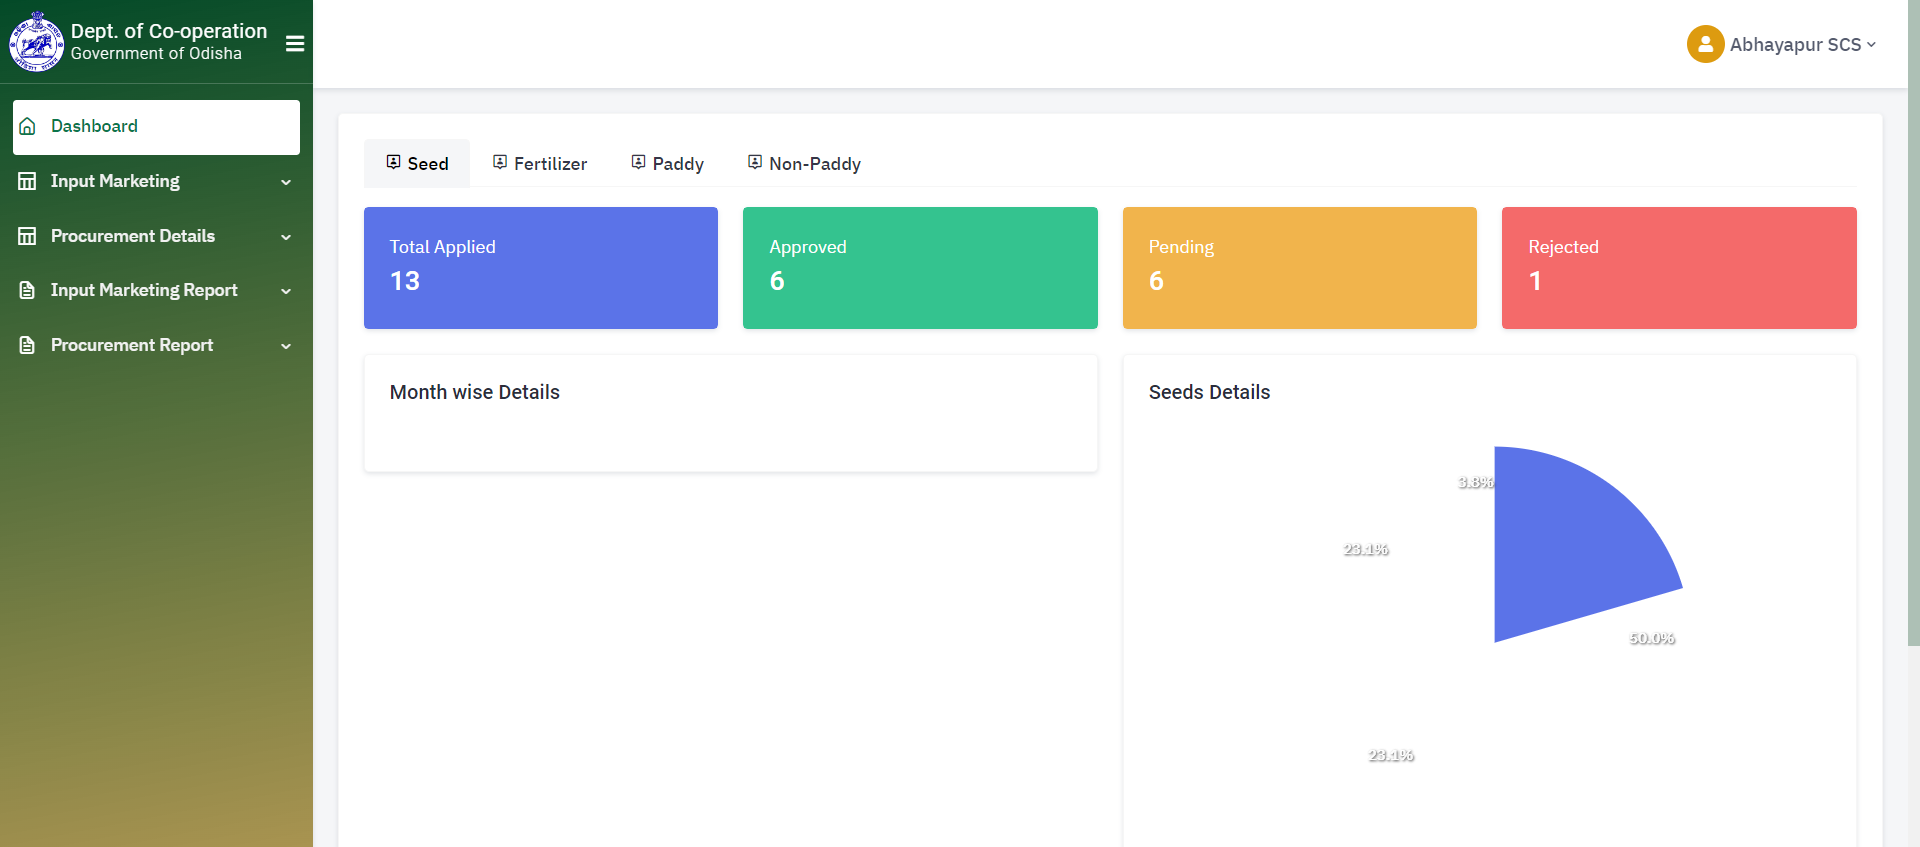 Dept. of Co-operation
Government of Odisha
Abhayapur SCS
Dashboard
Input Marketing
Procurement Details
Input Marketing Report
Procurement Report
Seed
Fertilizer
Paddy
Non-Paddy
Total Applied
13
Approved
6
Pending
6
Rejected
1
Month wise Details
Seeds Details
3.8%
23.1%
50.0%
23.1%